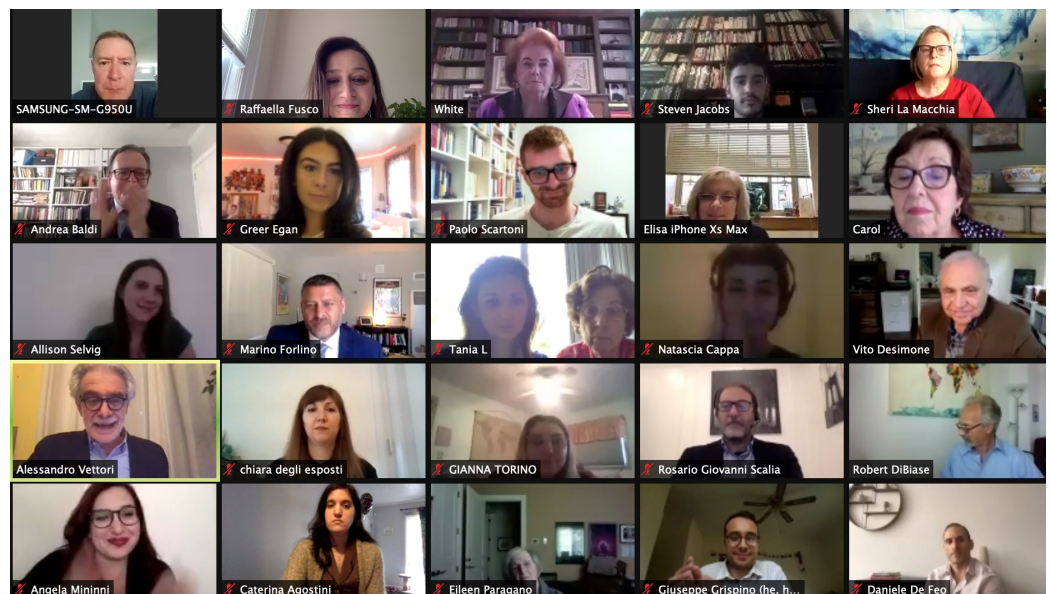 SAMSUNG-SM-G950U
Raffaella Fusco
White
Steven Jacobs
Sheri La Macchia
Andrea Baldi
Greer Egan
Paolo Scartoni
Elisa iPhone Xs Max
Carol
Allison Selvig
Marino Forlino
Tania L
Natascia Cappa
Vito Desimone
Alessandro Vettori
chiara degli esposti
GIANNA TORINO
Rosario Giovanni Scalia
Robert DiBiase
Angela Mininni
Caterina Agostini
Eileen Paragano
Giuseppe Grispino (he, h...
Daniele De Feo